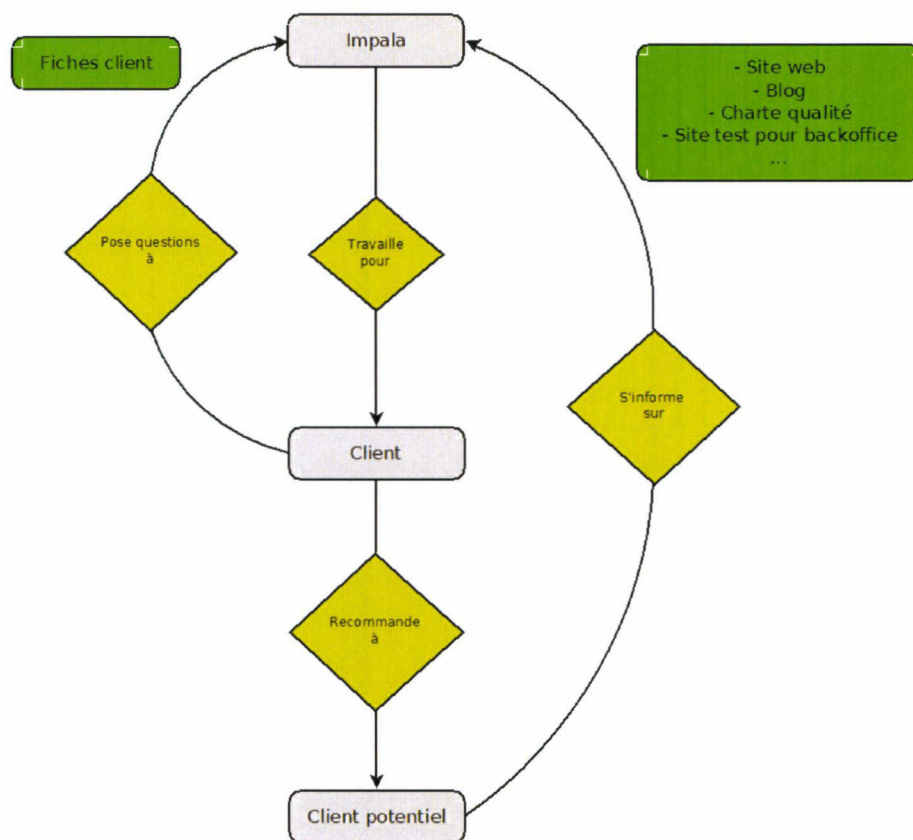 Impala
Fiches client
- Site web
- Blog
- Charte qualité
- Site test pour backoffice
...
Pose questions
à
Travaille
pour
S'informe
sur
Client
Recommande
à
Client potentiel